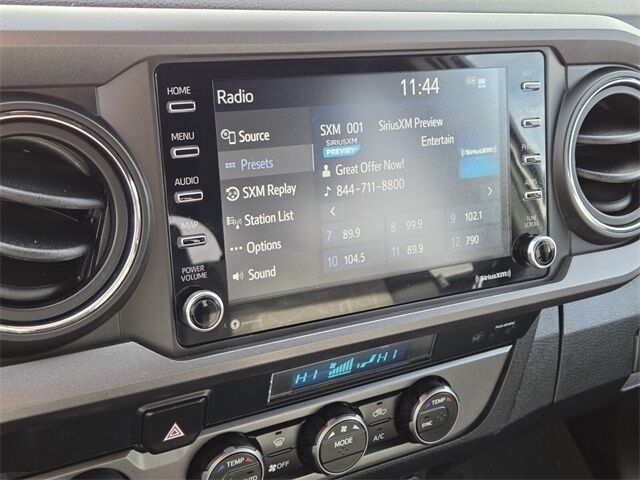 HOME
MENU
AUDIO
MAP
POWER
VOLUME
Radio
11:44
Source
Presets
SXM Replay
Station List
Options
Sound
SXM 001 SiriusXM Preview
SIRIUSXM
PREVIEW
Entertain
Great Offer Now!
844-711-8800
SiriusXM
7 89.9 8 99.9 9 102.1
10 104.5 11 89.9 12 790
TUNE
SCROLL
SiriusXM
HI HI
MODE
A/C
TEMP
SYNC
TEMP
OFF